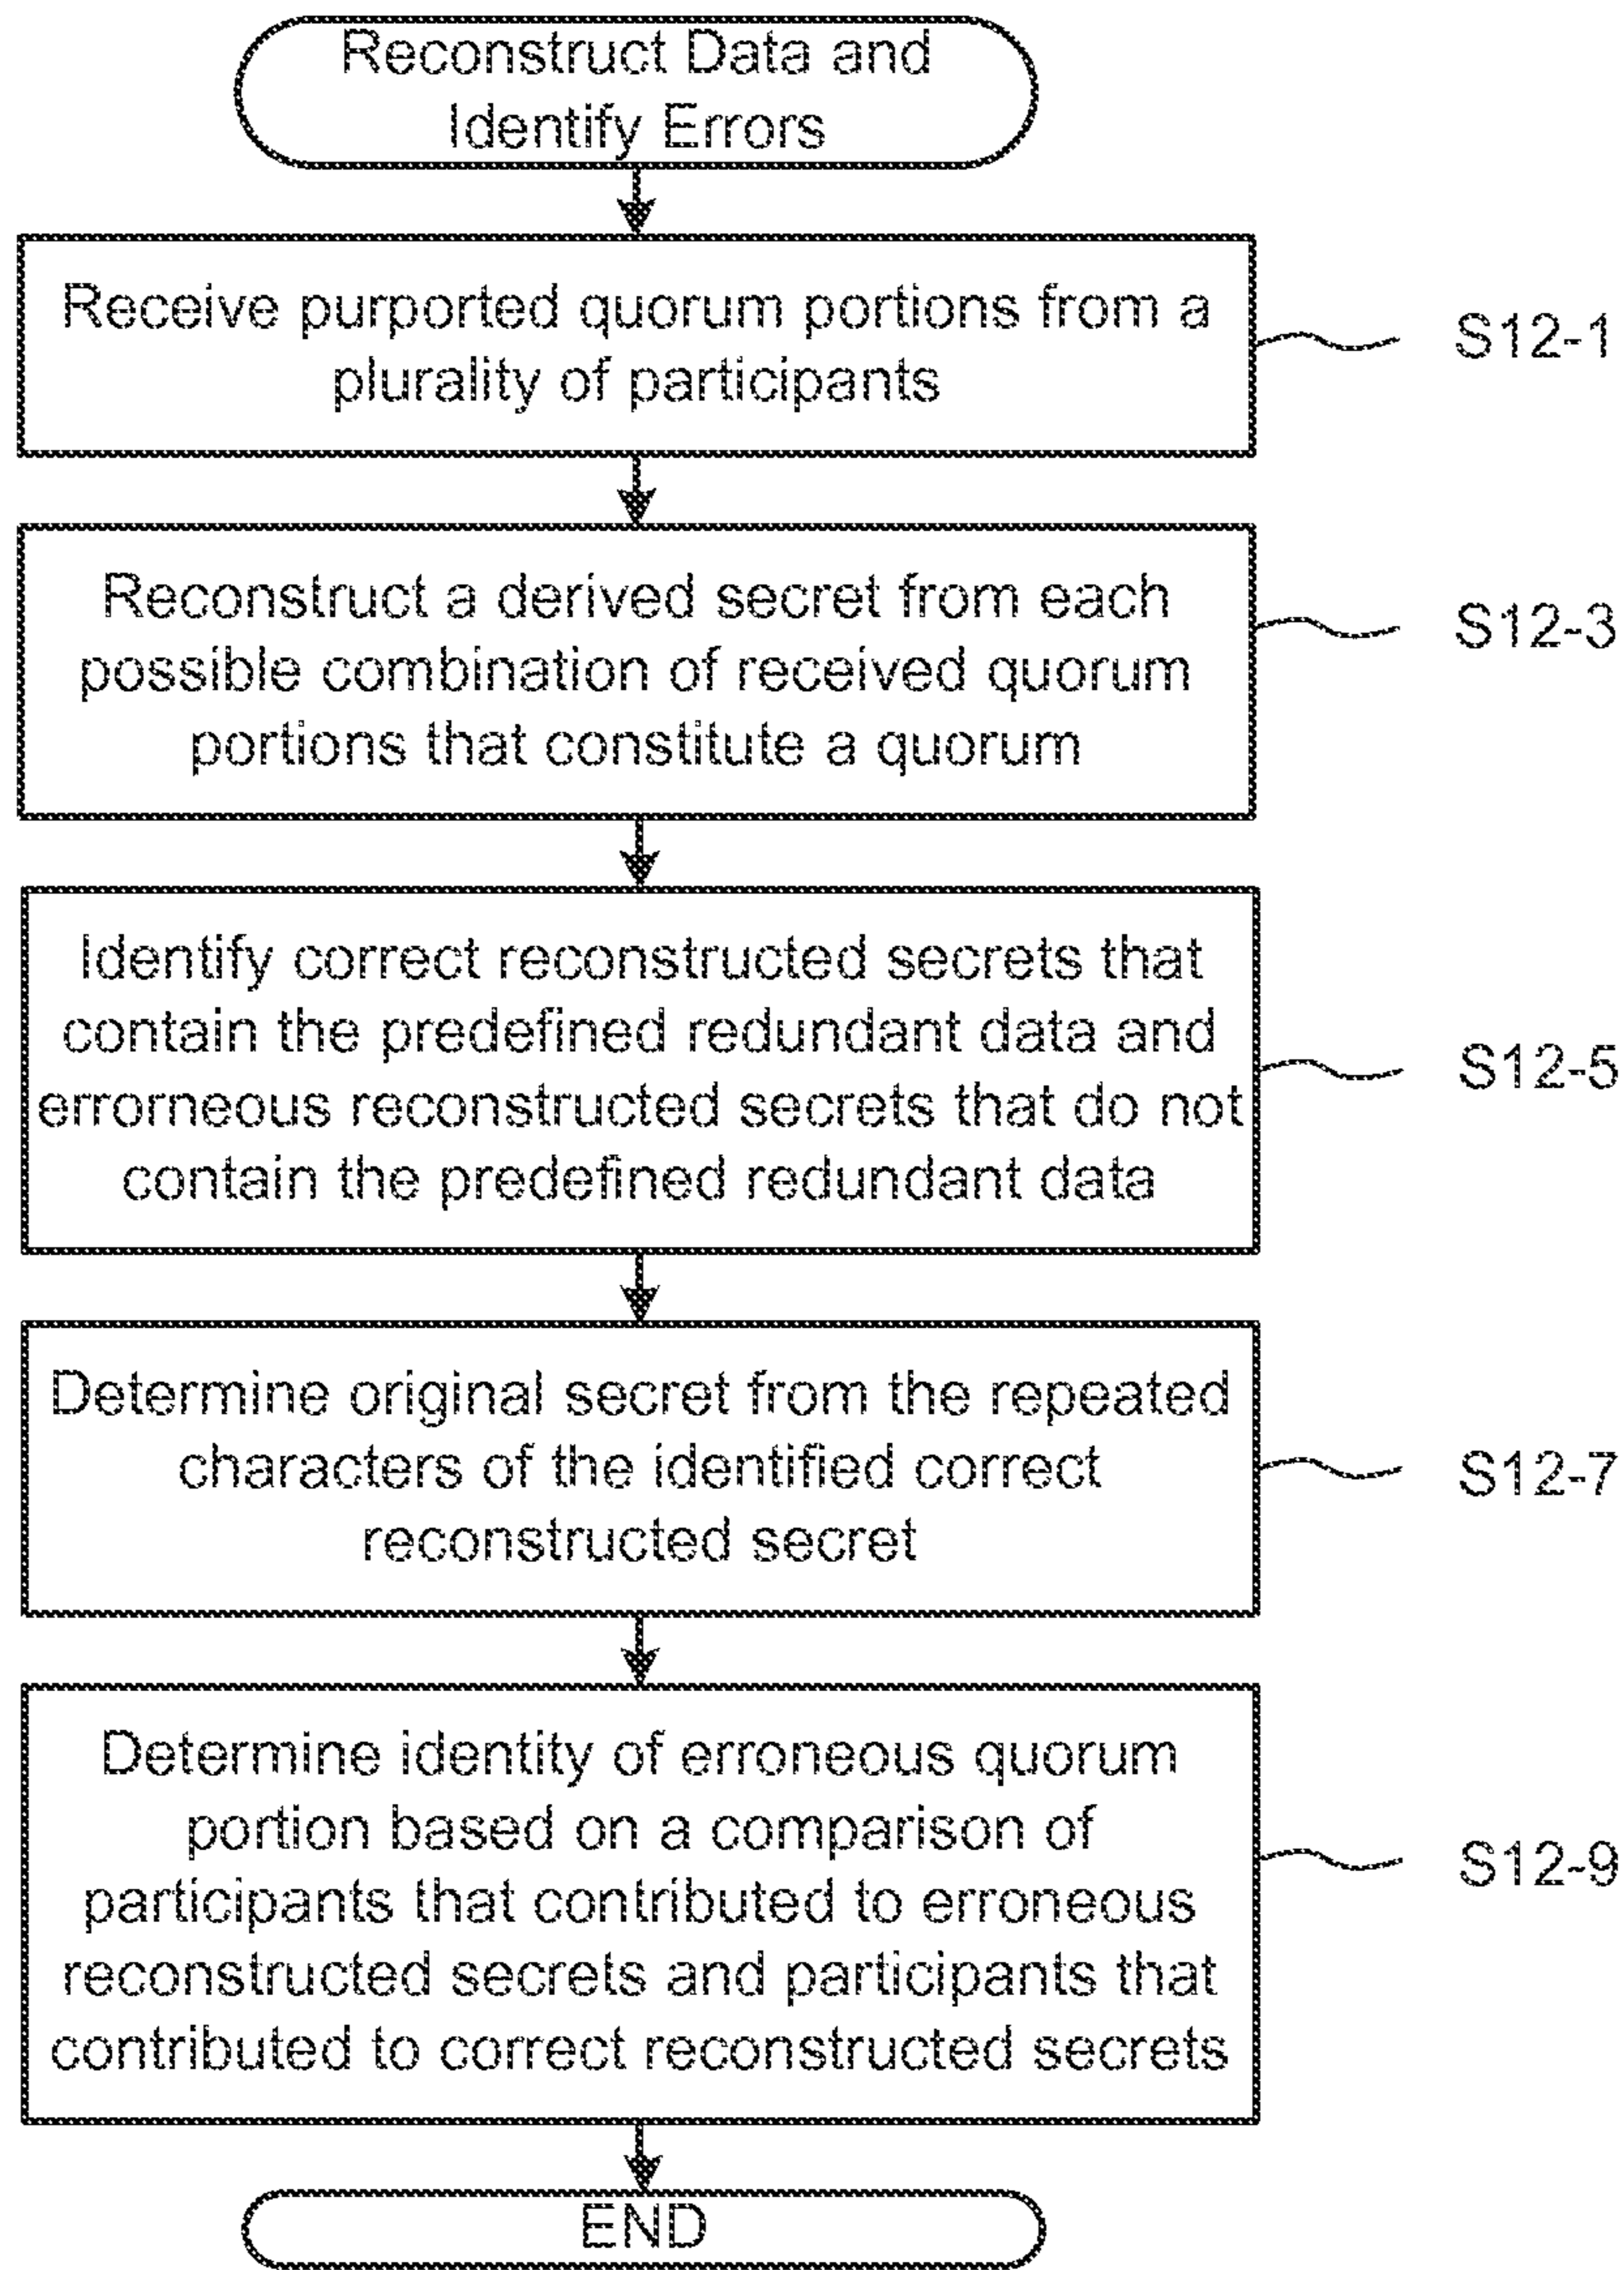 Reconstruct Data and
Identify Errors
Receive purported quorum portions from a
plurality of participants
S12-1
Reconstruct a derived secret from each
possible combination of received quorum
portions that constitute a quorum
S12-3
Identify correct reconstructed secrets that
contain the predefined redundant data and
errorneous reconstructed secrets that do not
contain the predefined redundant data
S12-5
Determine original secret from the repeated
characters of the identified correct
reconstructed secret
S12-7
Determine identity of erroneous quorum
portion based on a comparison of
participants that contributed to erroneous
reconstructed secrets and participants that
contributed to correct reconstructed secrets
S12-9
END